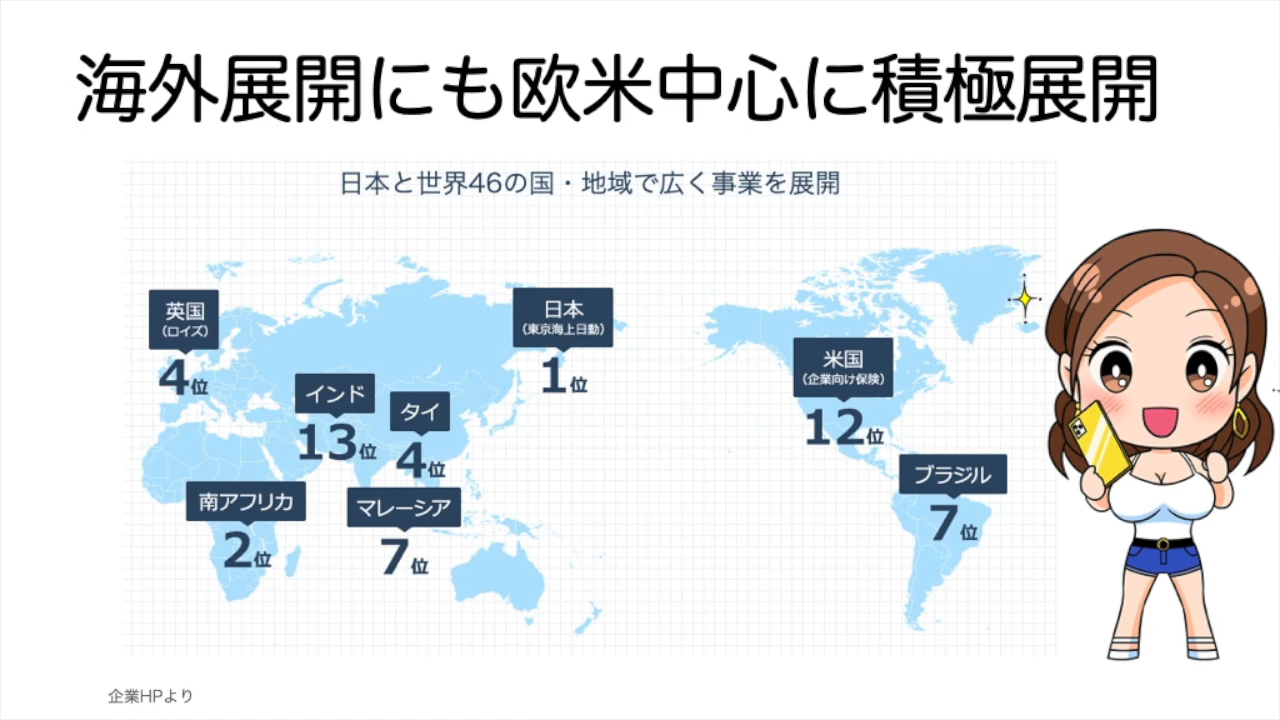 海外展開にも欧米中心に積極展開
日本と世界46の国・地域で広く事業を展開
英国
(ロイズ)
4位
日本
(東京海上日動)
1位
インド
13位
タイ
4位
米国
(企業向け保険)
12位
南アフリカ
2位
マレーシア
7位
ブラジル
7位
企業HPより